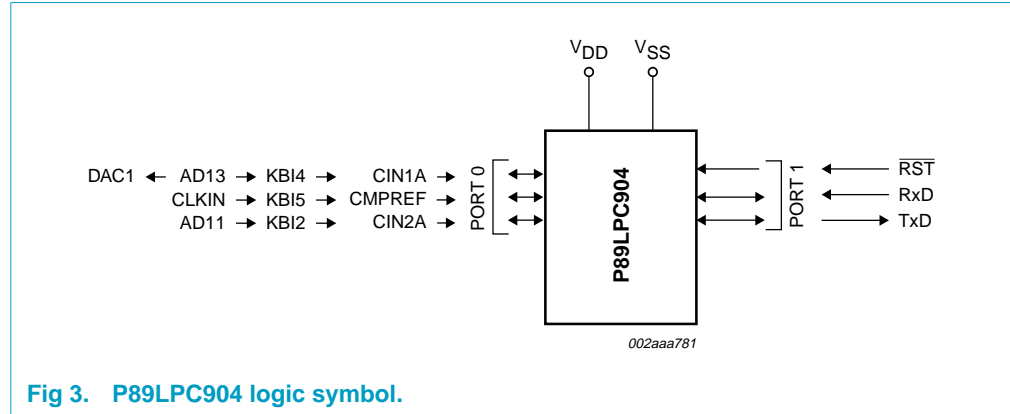 VDD VSS
DAC1 ← AD13 → KBI4 → CIN1A →
CLKIN → KBI5 → CMPREF →
AD11 → KBI2 → CIN2A →
PORT 0
P89LPC904
PORT 1
RST
RxD
TxD
002aaa781
Fig 3. P89LPC904 logic symbol.